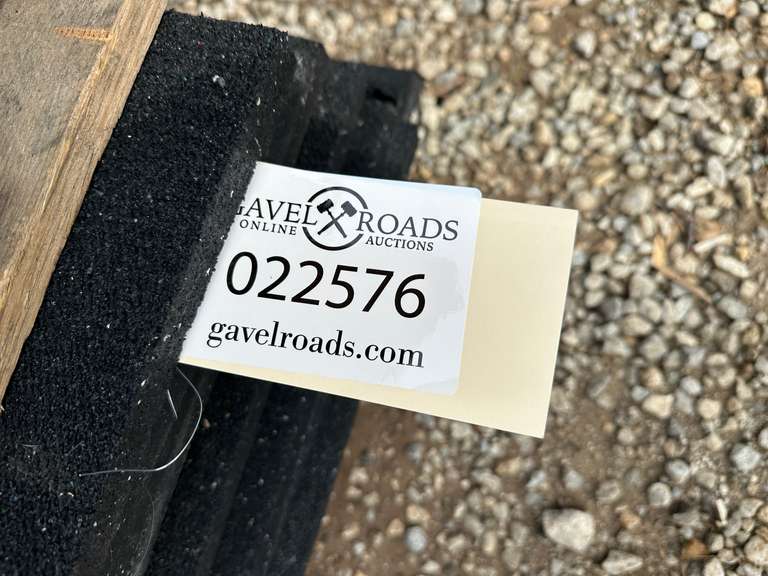 GAVEL ROADS
ONLINE AUCTIONS
022576
gavelroads.com